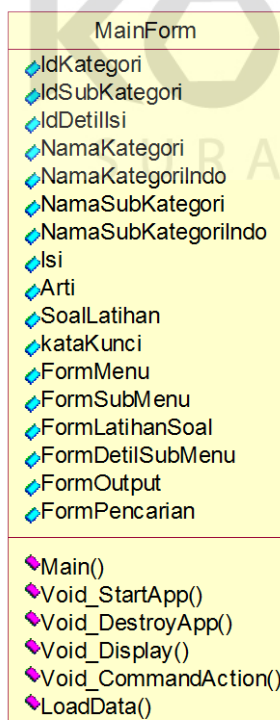 MainForm
IdKategori
IdSubKategori
IdDetilIsi
NamaKategori
NamaKategoriIndo
NamaSubKategori
NamaSubKategoriIndo
Isi
Arti
SoalLatihan
kataKunci
FormMenu
FormSubMenu
FormLatihanSoal
FormDetilSubMenu
FormOutput
FormPencarian
Main()
Void_StartApp()
Void_DestroyApp()
Void_Display()
Void_CommandAction()
LoadData()